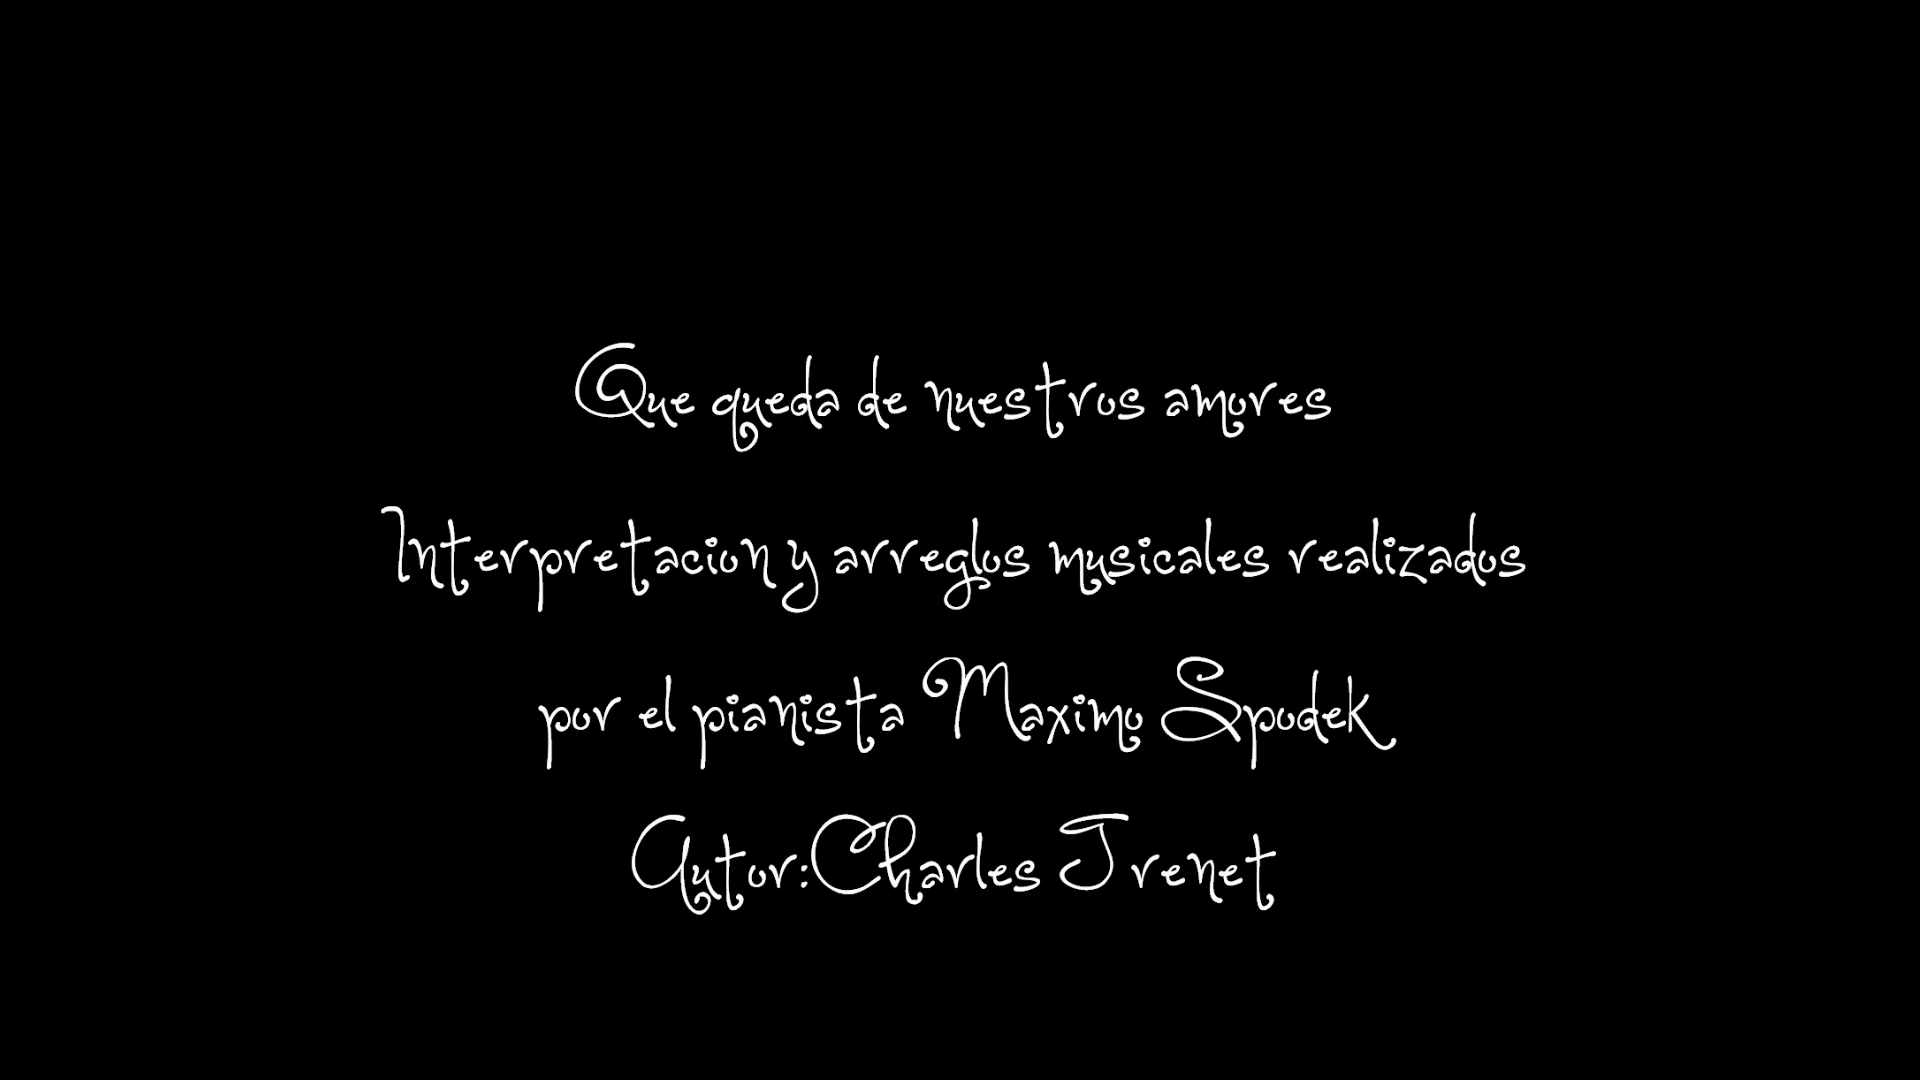 Que queda de nuestros amores
Interpretacion y arreglos musicales realizados
por el pianista Maximo Spodek
Autor:Charles Trenet